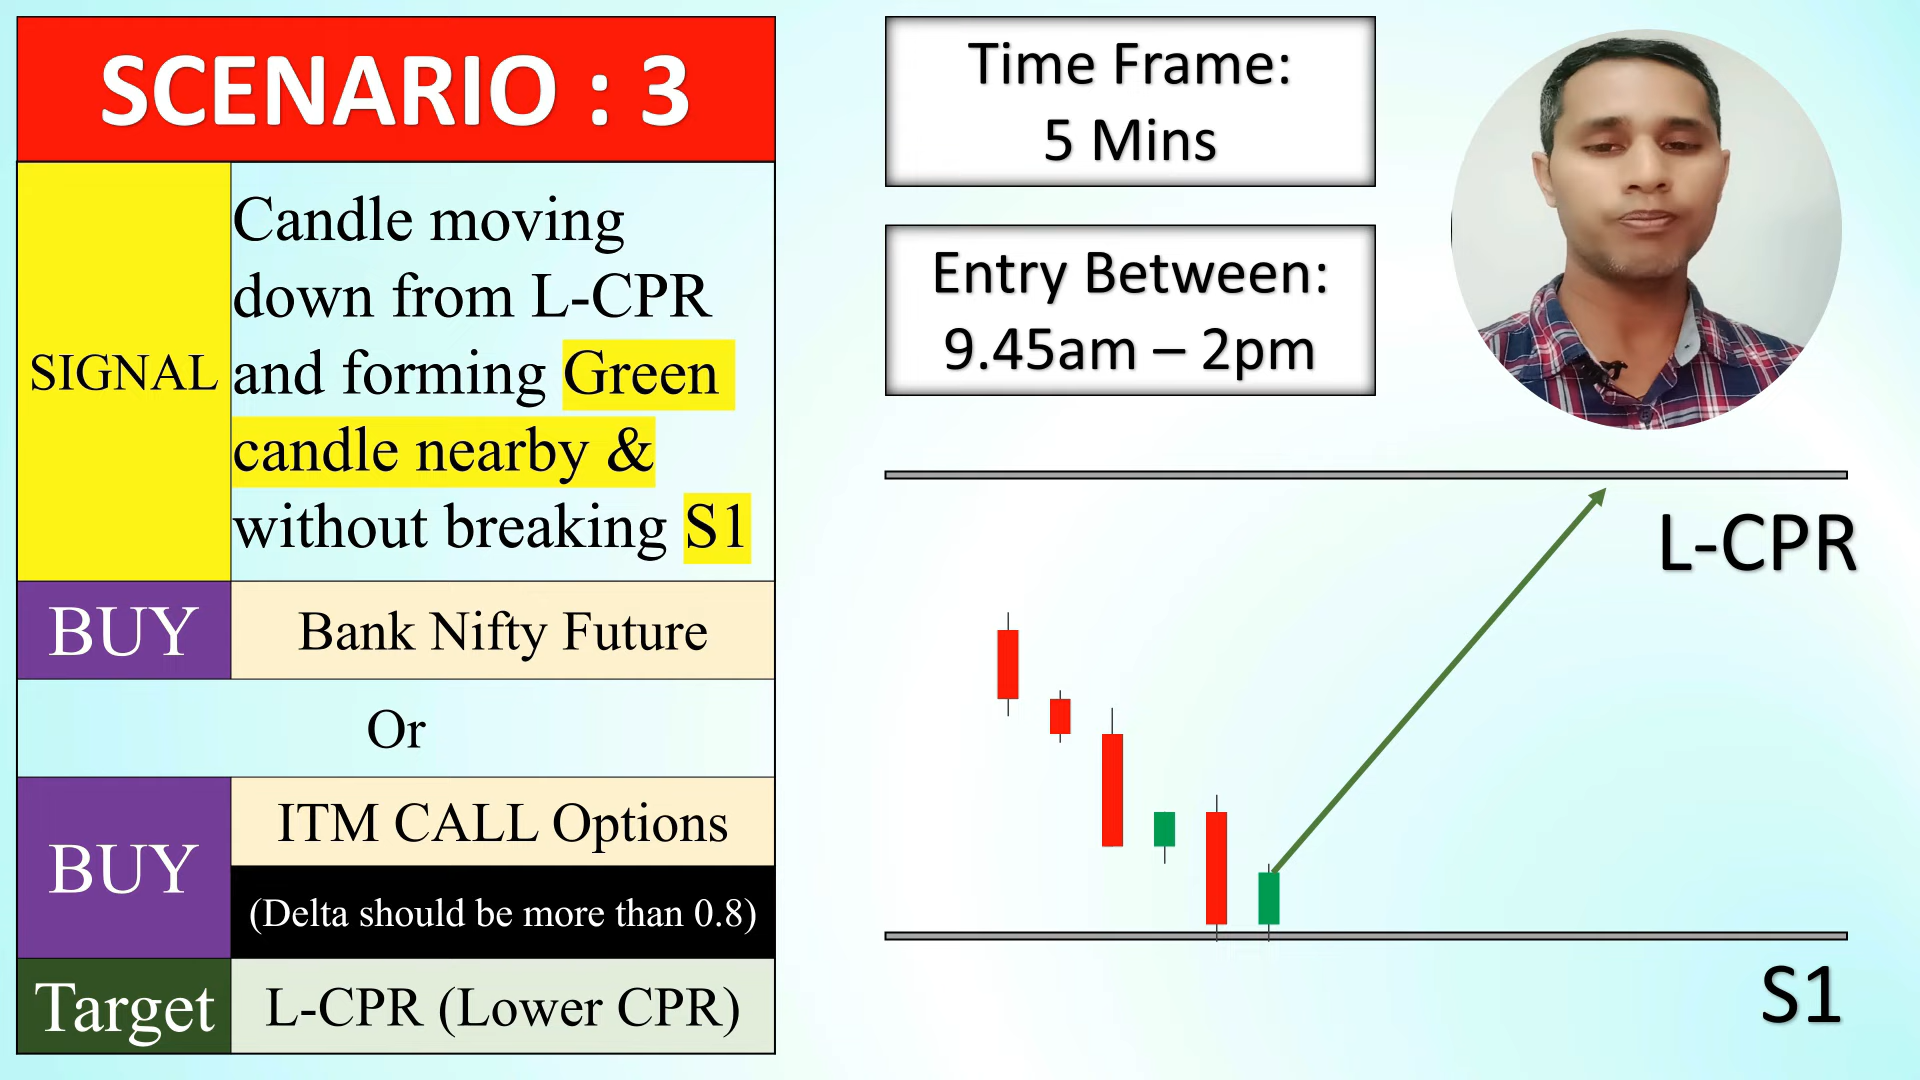 SCENARIO : 3
SIGNAL
Candle moving
down from L-CPR
and forming Green
candle nearby &
without breaking S1
BUY
Bank Nifty Future
Or
BUY
ITM CALL Options
(Delta should be more than 0.8)
Target
L-CPR (Lower CPR)
Time Frame:
5 Mins
Entry Between:
9.45am – 2pm
L-CPR
S1